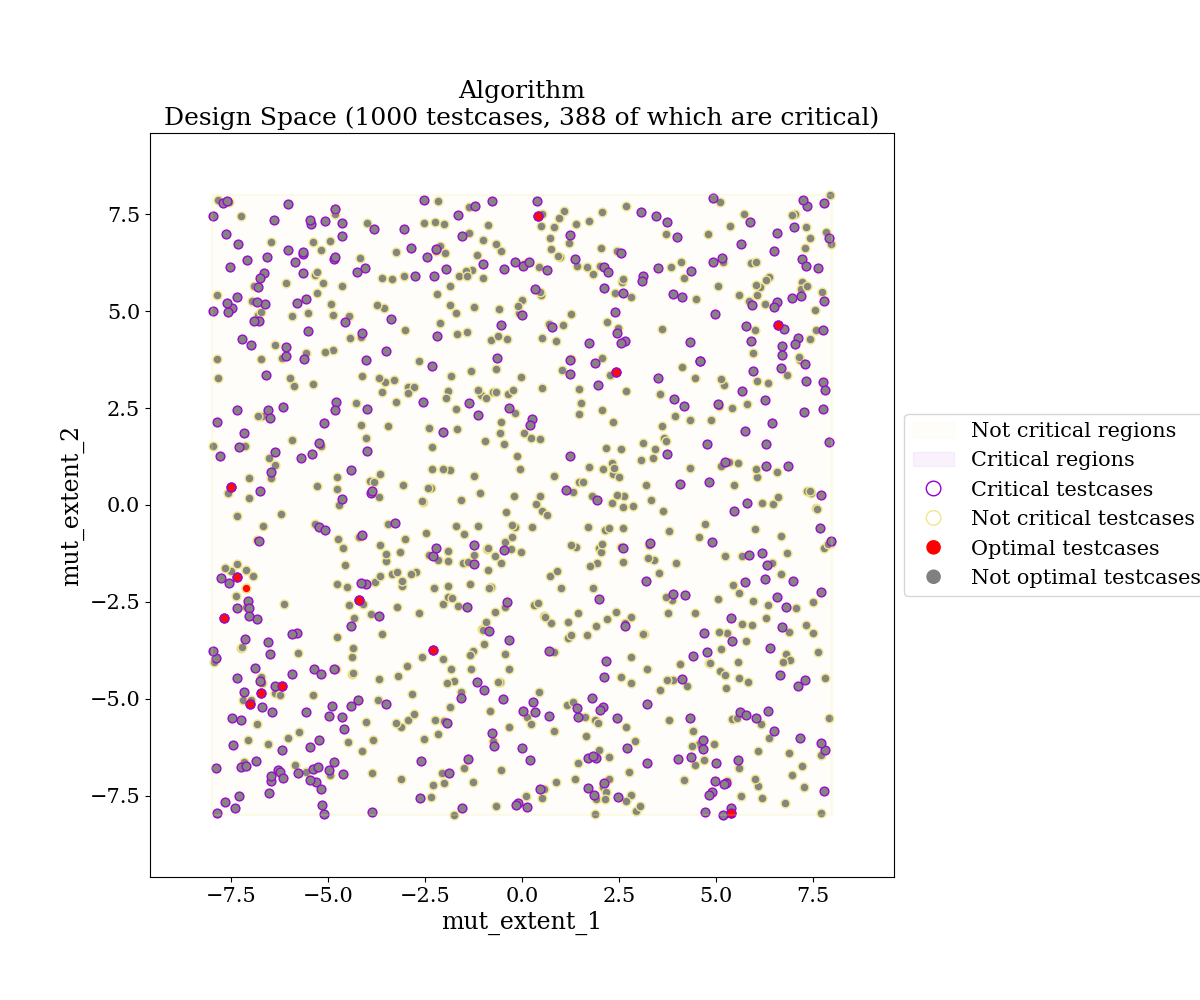 Algorithm
Design Space (1000 testcases, 388 of which are critical)
7.5
5.0
2.5
0.0
−2.5
−5.0
−7.5
mut_extent_2
−7.5 −5.0 −2.5 0.0 2.5 5.0 7.5
mut_extent_1
Not critical regions
Critical regions
Critical testcases
Not critical testcases
Optimal testcases
Not optimal testcases